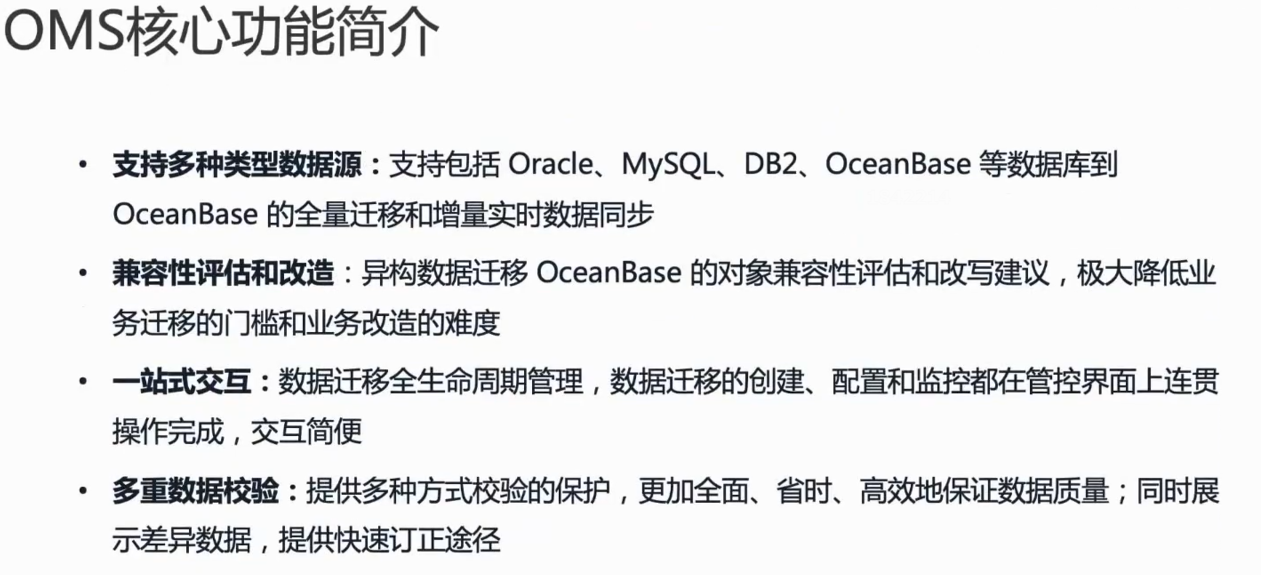 OMS核心功能简介
• 支持多种类型数据源：支持包括 Oracle、MySQL、DB2、OceanBase 等数据库到
OceanBase 的全量迁移和增量实时数据同步
• 兼容性评估和改造：异构数据迁移 OceanBase 的对象兼容性评估和改写建议，极大降低业
务迁移的门槛和业务改造的难度
• 一站式交互：数据迁移全生命周期管理，数据迁移的创建、配置和监控都在管控界面上连贯
操作完成，交互简便
• 多重数据校验：提供多种方式校验的保护，更加全面、省时、高效地保证数据质量；同时展
示差异数据，提供快速订正途径